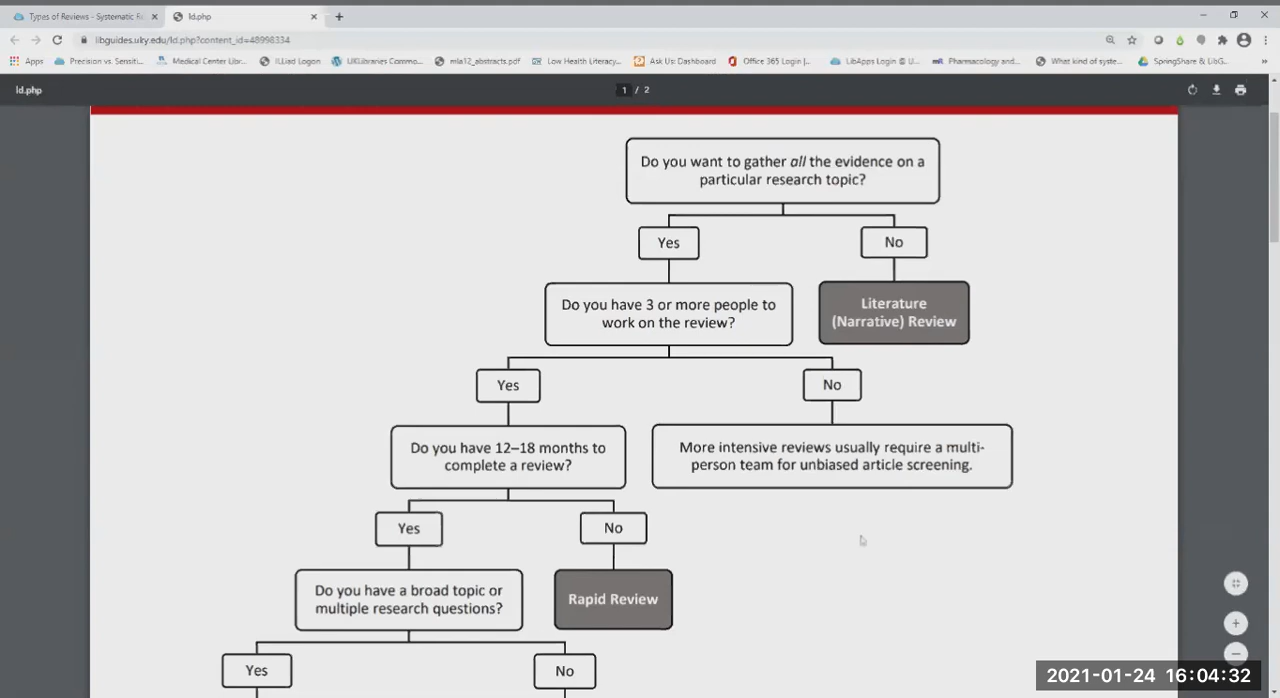 Types of Reviews - Systematic Re
ld.php
libguides.uky.edu/ld.php?content_id=48998334
Apps
Precision vs. Sensiti...
Medical Center Libr...
ILLiad Logon
UKLibraries Commo...
mla12_abstracts.pdf
Low Health Literacy...
Ask Us: Dashboard
Office 365 Login |...
LibApps Login @ U...
Pharmacology and...
What kind of syste...
SpringShare & LibG...
ld.php
1 / 2
Do you want to gather all the evidence on a
particular research topic?
Yes
No
Do you have 3 or more people to
work on the review?
Literature
(Narrative) Review
Yes
No
Do you have 12–18 months to
complete a review?
More intensive reviews usually require a multi-
person team for unbiased article screening.
Yes
No
Do you have a broad topic or
multiple research questions?
Rapid Review
Yes
No
2021-01-24 16:04:32